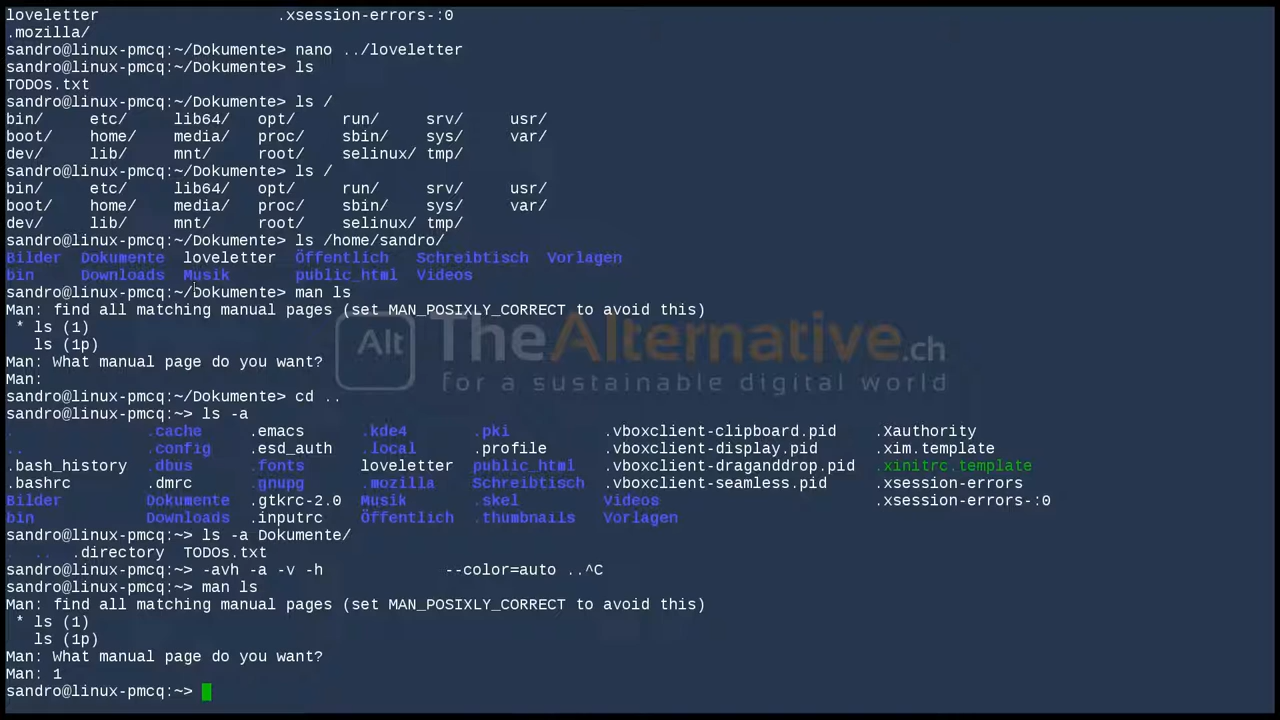 loveletter .xsession-errors-:0
.mozilla/
sandro@linux-pmcq:~/Dokumente> nano ../loveletter
sandro@linux-pmcq:~/Dokumente> ls
TODOs.txt
sandro@linux-pmcq:~/Dokumente> ls /
bin/ etc/ lib64/ opt/ run/ srv/ usr/
boot/ home/ media/ proc/ sbin/ sys/ var/
dev/ lib/ mnt/ root/ selinux/ tmp/
sandro@linux-pmcq:~/Dokumente> ls /
bin/ etc/ lib64/ opt/ run/ srv/ usr/
boot/ home/ media/ proc/ sbin/ sys/ var/
dev/ lib/ mnt/ root/ selinux/ tmp/
sandro@linux-pmcq:~/Dokumente> ls /home/sandro/
Bilder Dokumente loveletter Öffentlich Schreibtisch Vorlagen
bin Downloads Musik public_html Videos
sandro@linux-pmcq:~/Dokumente> man ls
Man: find all matching manual pages (set MAN_POSIXLY_CORRECT to avoid this)
* ls (1)
ls (1p)
Man: What manual page do you want?
Man:
Alt TheAlternative.ch
for a sustainable digital world
sandro@linux-pmcq:~/Dokumente> cd ..
sandro@linux-pmcq:~> ls -a
. .cache .emacs .kde4 .pki .vboxclient-clipboard.pid .Xauthority
.. .config .esd_auth .local .profile .vboxclient-display.pid .xim.template
.bash_history .dbus .fonts loveletter public_html .vboxclient-draganddrop.pid .xinitrc.template
.bashrc .dmrc .gnupg .mozilla Schreibtisch .vboxclient-seamless.pid .xsession-errors
Bilder Dokumente .gtkrc-2.0 Musik .skel Videos .xsession-errors-:0
bin Downloads .inputrc Öffentlich .thumbnails Vorlagen
sandro@linux-pmcq:~> ls -a Dokumente/
. .. .directory TODOs.txt
sandro@linux-pmcq:~> -avh -a -v -h --color=auto ..^C
sandro@linux-pmcq:~> man ls
Man: find all matching manual pages (set MAN_POSIXLY_CORRECT to avoid this)
* ls (1)
ls (1p)
Man: What manual page do you want?
Man: 1
sandro@linux-pmcq:~>